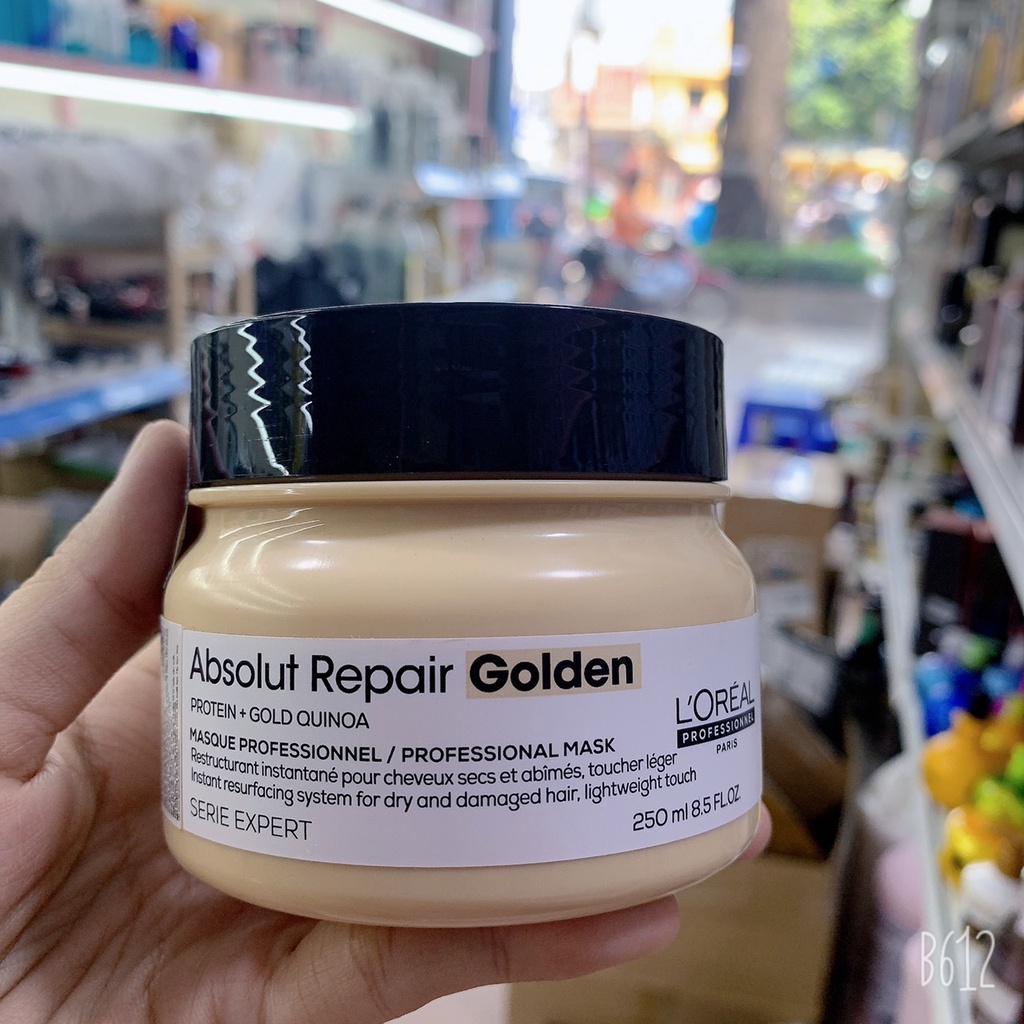 Absolut Repair Golden
PROTEIN + GOLD QUINOA
MASQUE PROFESSIONNEL / PROFESSIONAL MASK
Restructurant instantané pour cheveux secs et abîmés, toucher léger
Instant resurfacing system for dry and damaged hair, lightweight touch
SERIE EXPERT
L'ORÉAL
PROFESSIONNEL
PARIS
250 ml 8.5 FL.OZ.
B612